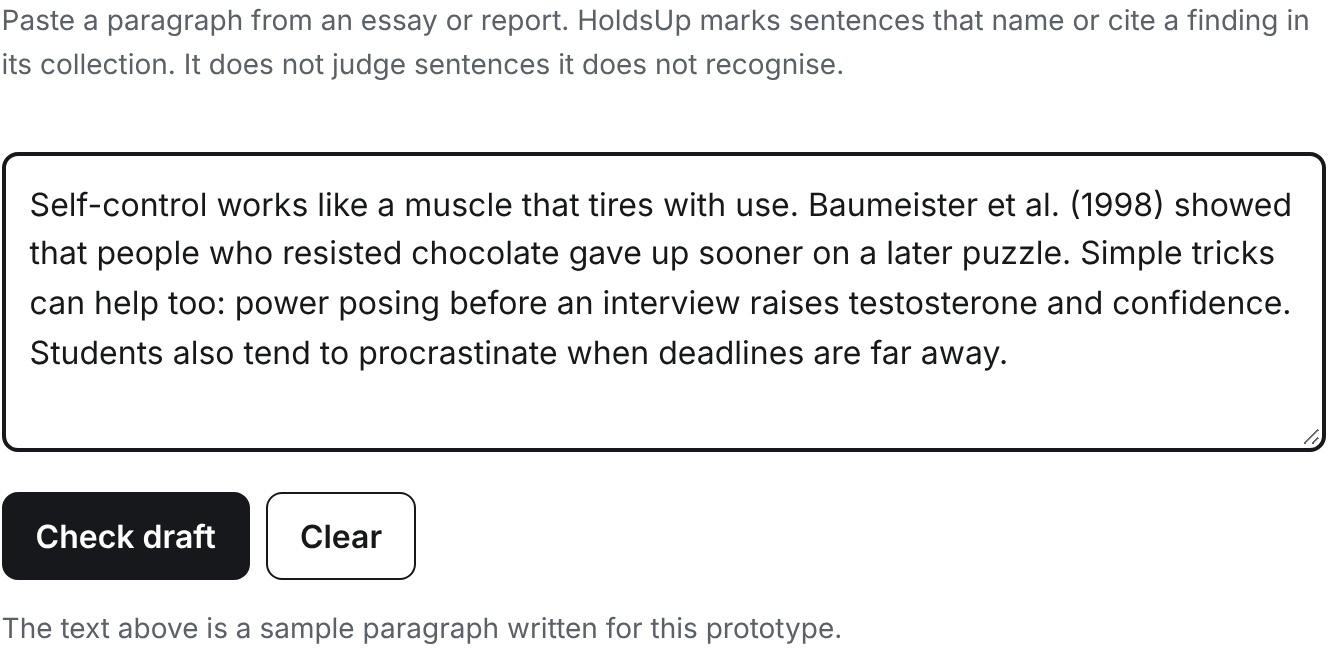 Paste a paragraph from an essay or report. HoldsUp marks sentences that name or cite a finding in
its collection. It does not judge sentences it does not recognise.
Self-control works like a muscle that tires with use. Baumeister et al. (1998) showed
that people who resisted chocolate gave up sooner on a later puzzle. Simple tricks
can help too: power posing before an interview raises testosterone and confidence.
Students also tend to procrastinate when deadlines are far away.
Check draft
Clear
The text above is a sample paragraph written for this prototype.